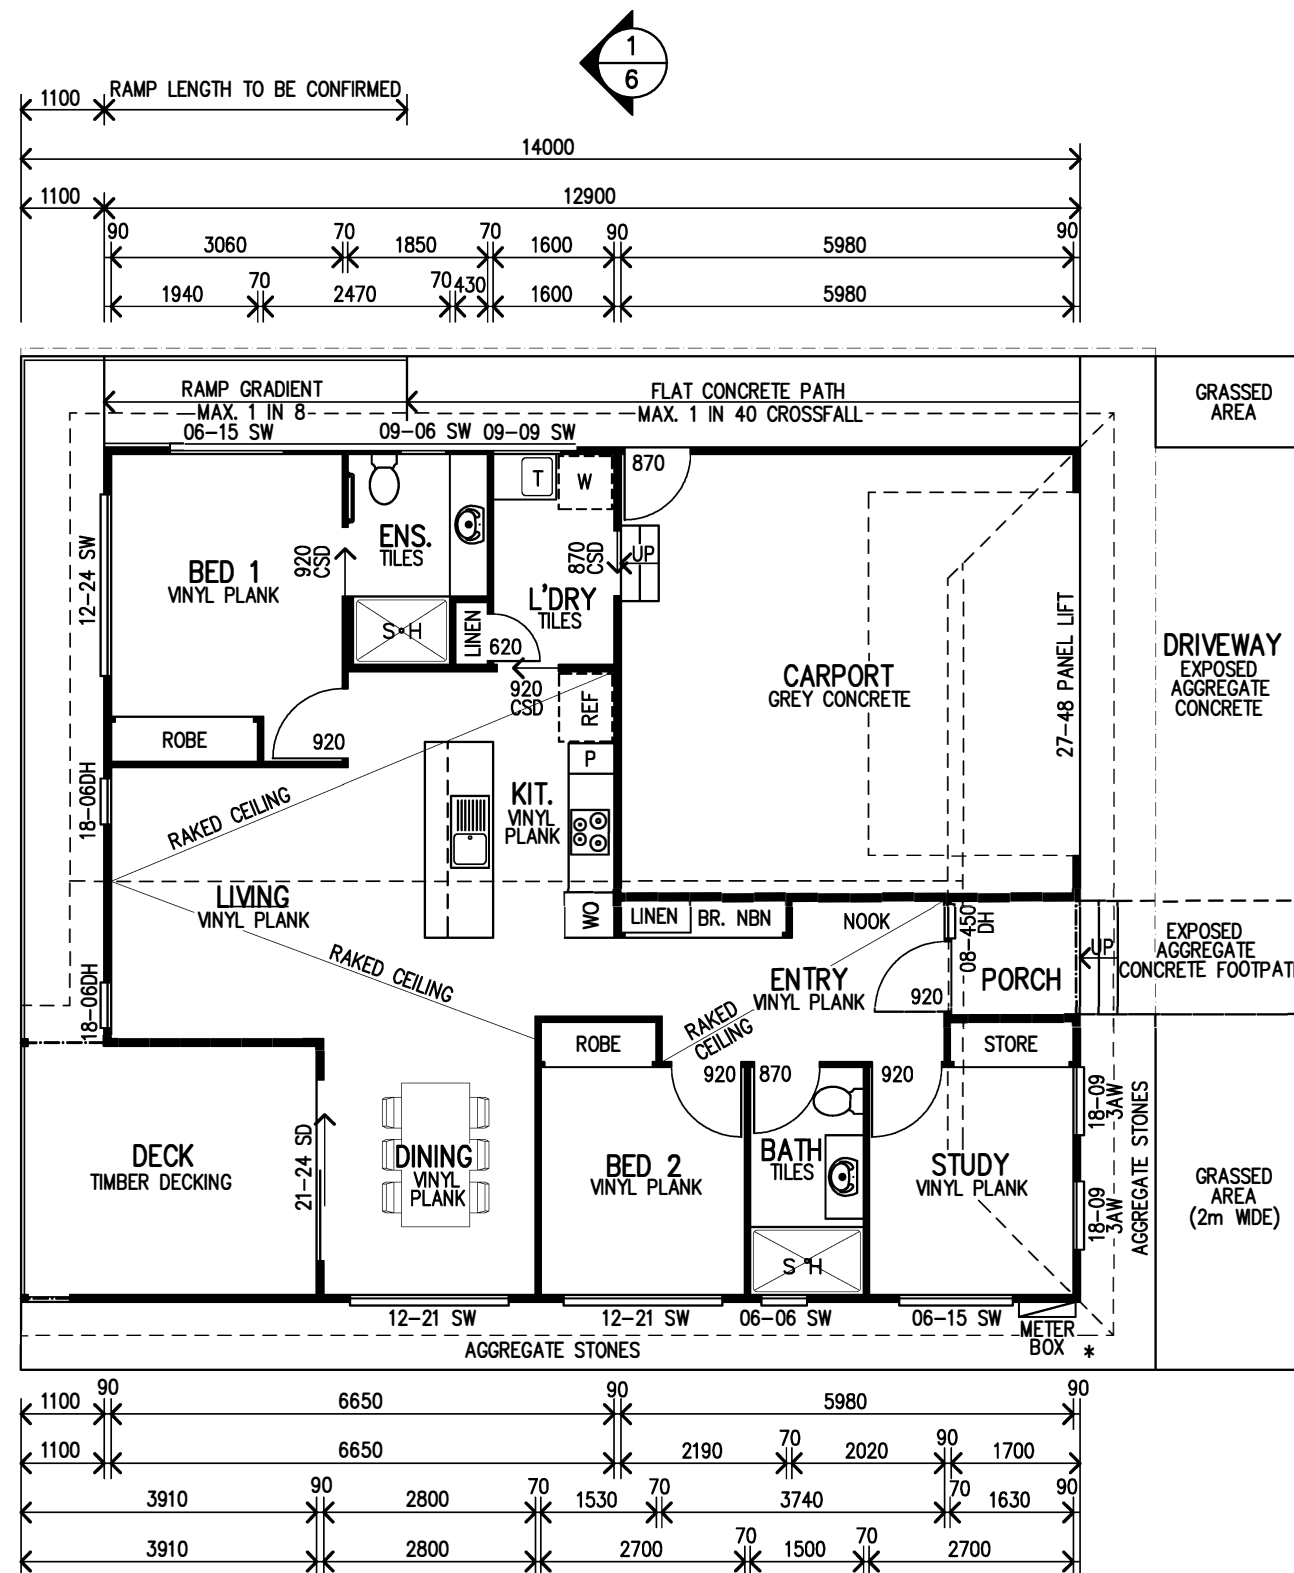 1
6
RAMP LENGTH TO BE CONFIRMED
1100
14000
1100
12900
90
3060
70
1850
70
1600
90
5980
90
1940
70
2470
70
430
1600
5980
RAMP GRADIENT
MAX. 1 IN 8
FLAT CONCRETE PATH
MAX. 1 IN 40 CROSSFALL
GRASSED
AREA
06-15 SW
09-06 SW
09-09 SW
870
T
W
12-24 SW
BED 1
VINYL PLANK
920
CSD
ENS.
TILES
870
CSD
UP
L'DRY
TILES
S H
LINEN
620
920
CSD
REF
CARPORT
GREY CONCRETE
27-48 PANEL LIFT
DRIVEWAY
EXPOSED
AGGREGATE
CONCRETE
ROBE
920
P
18-06DH
RAKED CEILING
KIT.
VINYL
PLANK
LIVING
VINYL PLANK
WO
LINEN
BR. NBN
NOOK
08-450
DH
EXPOSED
AGGREGATE
CONCRETE FOOTPAT
UP
PORCH
RAKED CEILING
ENTRY
VINYL PLANK
920
18-06DH
RAKED
CEILING
ROBE
STORE
920
870
920
18-09
3AW
DECK
TIMBER DECKING
21-24 SD
DINING
VINYL
PLANK
BED 2
VINYL PLANK
BATH
TILES
STUDY
VINYL PLANK
18-09
3AW
AGGREGATE STONES
GRASSED
AREA
(2m WIDE)
S H
12-21 SW
12-21 SW
06-06 SW
06-15 SW
METER
BOX *
AGGREGATE STONES
1100
90
6650
90
5980
90
1100
6650
2190
70
2020
90
1700
3910
90
2800
70
1530
70
3740
70
1630
90
3910
2800
2700
70
1500
70
2700